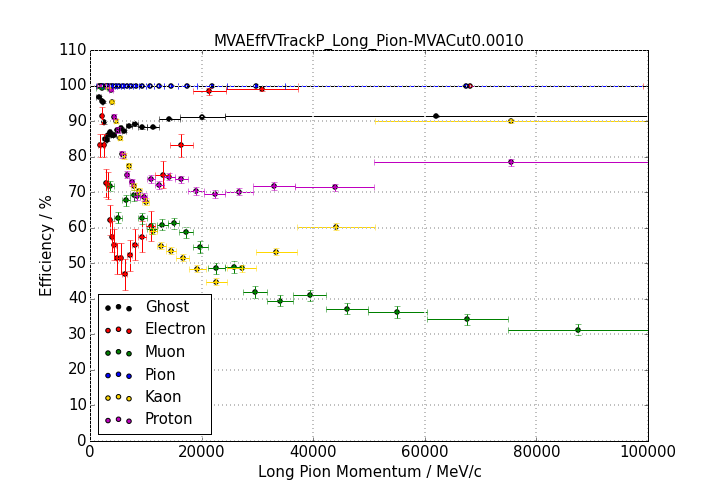 MVAEffVTrackP_Long_Pion-MVACut0.0010
110
100
90
80
70
60
50
40
30
20
10
0
Efficiency / %
Ghost
Electron
Muon
Pion
Kaon
Proton
0 20000 40000 60000 80000 100000
Long Pion Momentum / MeV/c